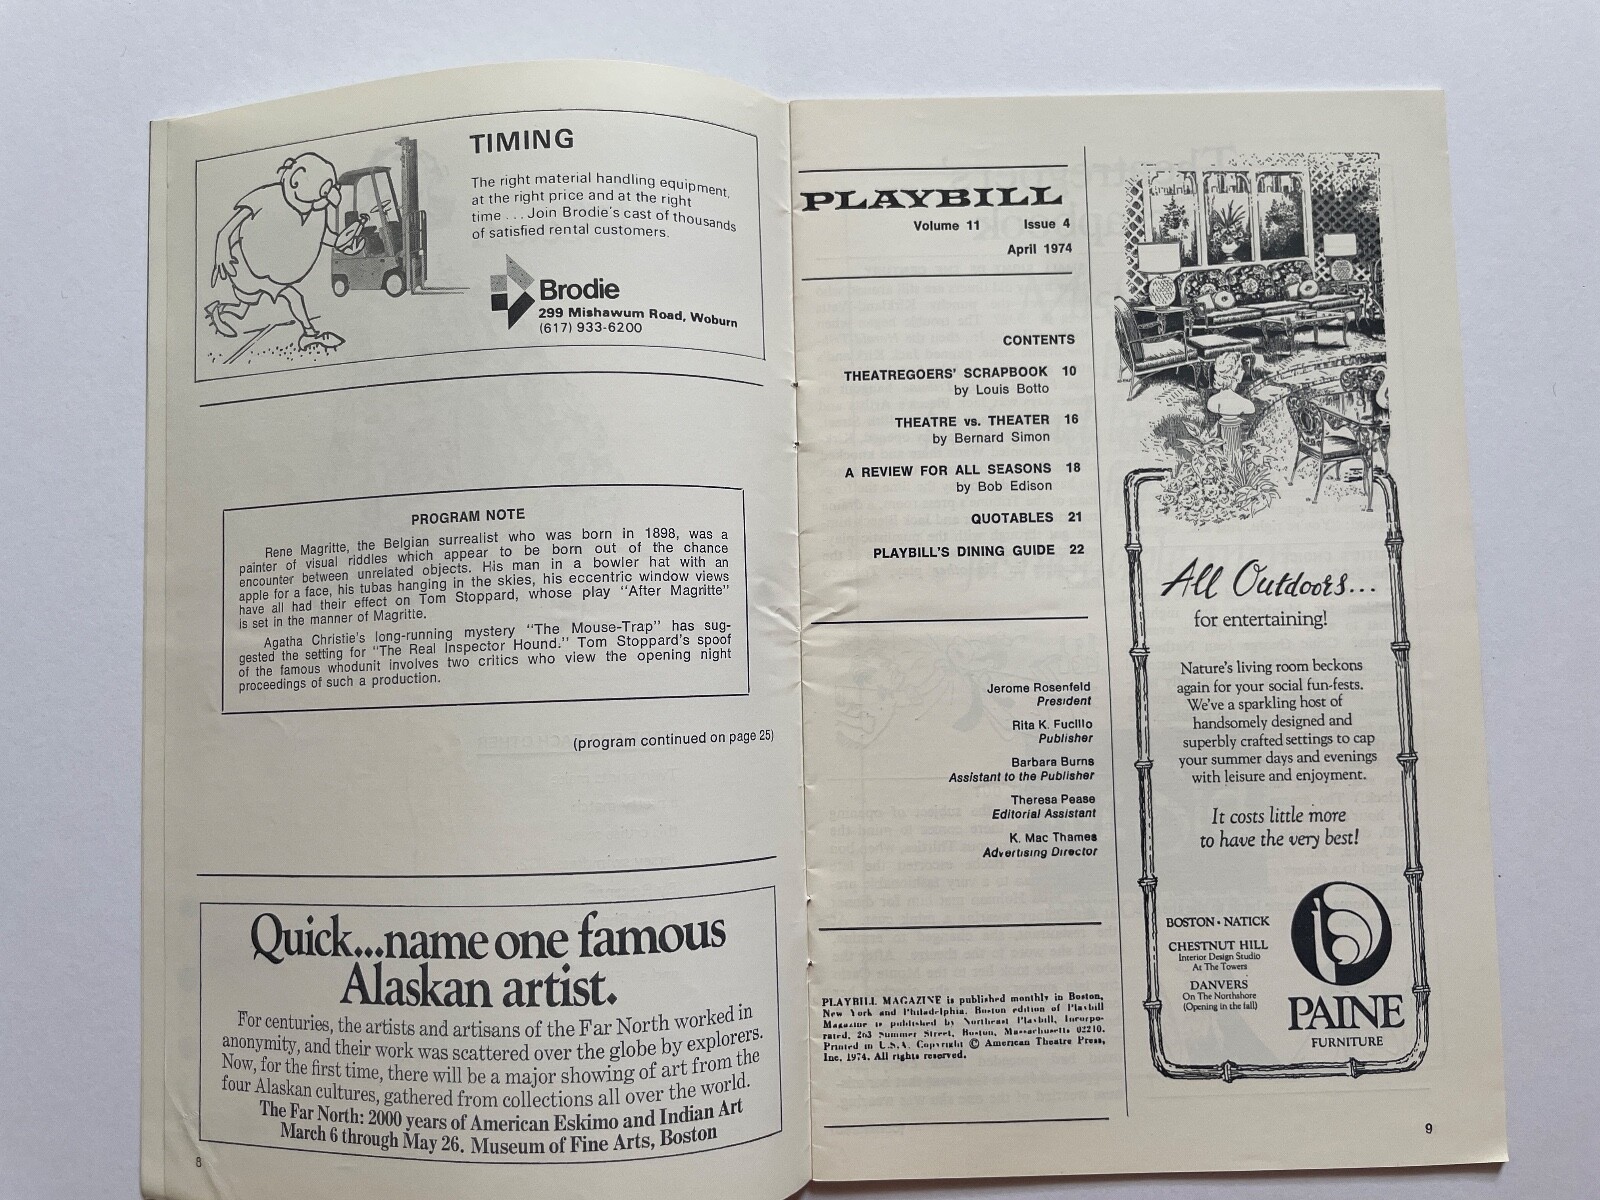 TIMING
The right material handling equipment,
at the right price and at the right
time . . . Join Brodie's cast of thousands
of satisfied rental customers.
Brodie
299 Mishawum Road, Woburn
(617) 933-6200
PROGRAM NOTE
Rene Magritte, the Belgian surrealist who was born in 1898, was a
painter of visual riddles which appear to be born out of the chance
encounter between unrelated objects. His man in a bowler hat with an
apple for a face, his tubas hanging in the skies, his eccentric window views
have all had their effect on Tom Stoppard, whose play "After Magritte"
is set in the manner of Magritte.
Agatha Christie's long-running mystery "The Mouse-Trap" has sug-
gested the setting for "The Real Inspector Hound." Tom Stoppard's spoof
of the famous whodunit involves two critics who view the opening night
proceedings of such a production.
(program continued on page 25)
Quick...name one famous
Alaskan artist.
For centuries, the artists and artisans of the Far North worked in
anonymity, and their work was scattered over the globe by explorers.
Now, for the first time, there will be a major showing of art from the
four Alaskan cultures, gathered from collections all over the world.
The Far North: 2000 years of American Eskimo and Indian Art
March 6 through May 26. Museum of Fine Arts, Boston
8
PLAYBILL
Volume 11 Issue 4
April 1974
CONTENTS
THEATREGOERS' SCRAPBOOK 10
by Louis Botto
THEATRE vs. THEATER 16
by Bernard Simon
A REVIEW FOR ALL SEASONS 18
by Bob Edison
QUOTABLES 21
PLAYBILL'S DINING GUIDE 22
Jerome Rosenfeld
President
Rita K. Fucillo
Publisher
Barbara Burns
Assistant to the Publisher
Theresa Pease
Editorial Assistant
K. Mac Thames
Advertising Director
PLAYBILL MAGAZINE is published monthly in Boston,
New York and Philadelphia. Boston edition of Playbill
Magazine is published by Northeast Playbill, Incorpo-
rated, 263 Summer Street, Boston, Massachusetts 02210.
Printed in U.S.A. Copyright © American Theatre Press,
Inc. 1974. All rights reserved.
All Outdoors...
for entertaining!
Nature's living room beckons
again for your social fun-fests.
We've a sparkling host of
handsomely designed and
superbly crafted settings to cap
your summer days and evenings
with leisure and enjoyment.
It costs little more
to have the very best!
BOSTON · NATICK
CHESTNUT HILL
Interior Design Studio
At The Towers
DANVERS
On The Northshore
(Opening in the fall)
PAINE
FURNITURE
9